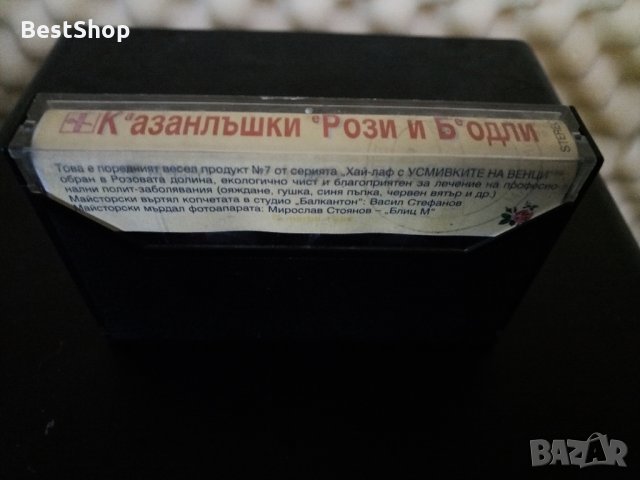 BestShop
К"азанлъшки "Рози и Б"одли
STEREO
Това е поредният весел продукт №7 от серията „Хай-лаф с УСМИВКИТЕ НА ВЕНЦИ"
обран в Розовата долина, екологично чист и благоприятен за лечение на професио-
нални полит-заболявания (ояждане, гушка, синя пъпка, червен вятър и др.)
Майсторски въртял копчетата в студио „Балкантон": Васил Стефанов
Майсторски мърдал фотоапарата: Мирослав Стоянов – „Блиц М"
BAZAR